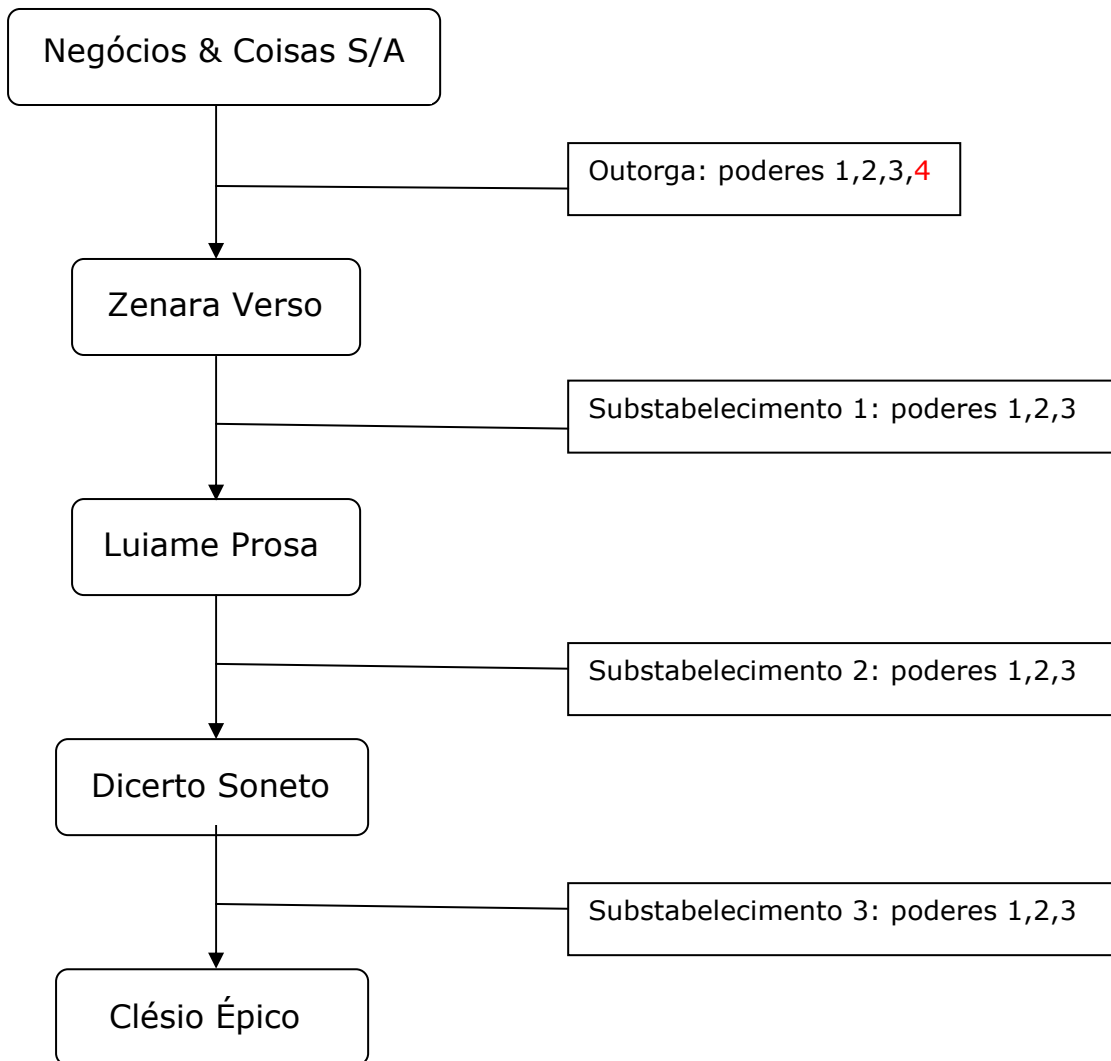 Negócios & Coisas S/A
Outorga: poderes 1,2,3,4
Zenara Verso
Substabelecimento 1: poderes 1,2,3
Luiame Prosa
Substabelecimento 2: poderes 1,2,3
Dicerto Soneto
Substabelecimento 3: poderes 1,2,3
Clésio Épico